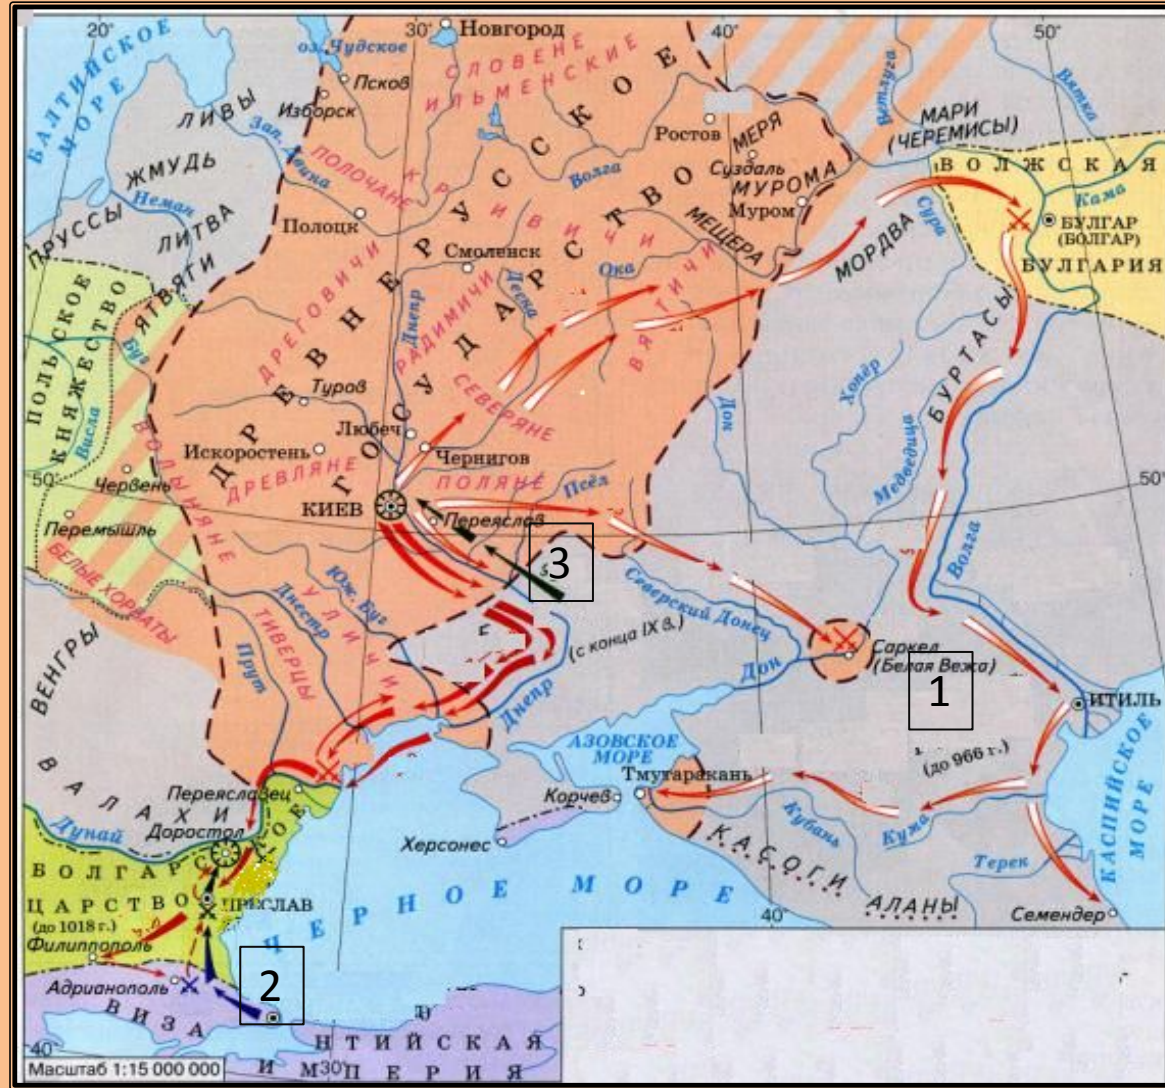 20°
30°
40°
50°
Новгород
оз. Чудское
БАЛТИЙСКОЕ
МОРЕ
Псков
Изборск
СЛОВЕНЕ
ИЛЬМЕНСКИЕ
ЛИВЫ
Зап. Двина
ЖМУДЬ
Неман
ЛИТВА
ПРУССЫ
ЯТВЯГИ
ПОЛОЧАНЕ
КРИВИЧИ
Полоцк
Смоленск
Волга
Ростов
МЕРЯ
Суздаль
МУРОМА
Муром
МЕЩЕРА
Ветлуга
Вятка
МАРИ
(ЧЕРЕМИСЫ)
ВОЛЖСКАЯ
Кама
БУЛГАР
(БОЛГАР)
БУЛГАРИЯ
Сура
МОРДВА
БУРТАСЫ
ДРЕВНЕРУССКОЕ
ГОСУДАРСТВО
ДРЕГОВИЧИ
РАДИМИЧИ
Днепр
Десна
Ока
ВЯТИЧИ
СЕВЕРЯНЕ
ПОЛЬСКОЕ
КНЯЖЕСТВО
Буг
Висла
Туров
Любеч
Искоростень
Чернигов
ДРЕВЛЯНЕ
ПОЛЯНЕ
Псёл
ВОЛЫНЯНЕ
Червень
КИЕВ
Переяслав
Перемышль
БЕЛЫЕ ХОРВАТЫ
Дон
Хопёр
Медведица
Волга
50°
50°
3
Северский Донец
(с конца IX в.)
Юж. Буг
Днестр
УЛИЧИ
ТИВЕРЦЫ
Прут
ВЕНГРЫ
ВАЛАХИ
Днепр
Дон
Саркел
(Белая Вежа)
1
ИТИЛЬ
(до 966 г.)
АЗОВСКОЕ
МОРЕ
Тмутаракань
Корчев
Херсонес
Кубань
Кума
Терек
КАСОГИ
АЛАНЫ
Семендер
КАСПИЙСКОЕ
МОРЕ
Переяславец
Доростол
Дунай
БОЛГАРСКОЕ
ЦАРСТВО
(до 1018 г.)
ПРЕСЛАВ
Филиппополь
Адрианополь
ЧЕРНОЕ МОРЕ
40°
2
ВИЗАНТИЙСКАЯ
ИМПЕРИЯ
40°
30°
Масштаб 1:15 000 000